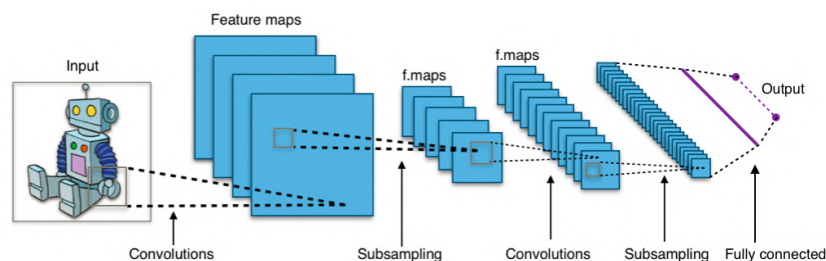 Feature maps
Input
f.maps
f.maps
Output
Convolutions
Subsampling
Convolutions
Subsampling
Fully connected